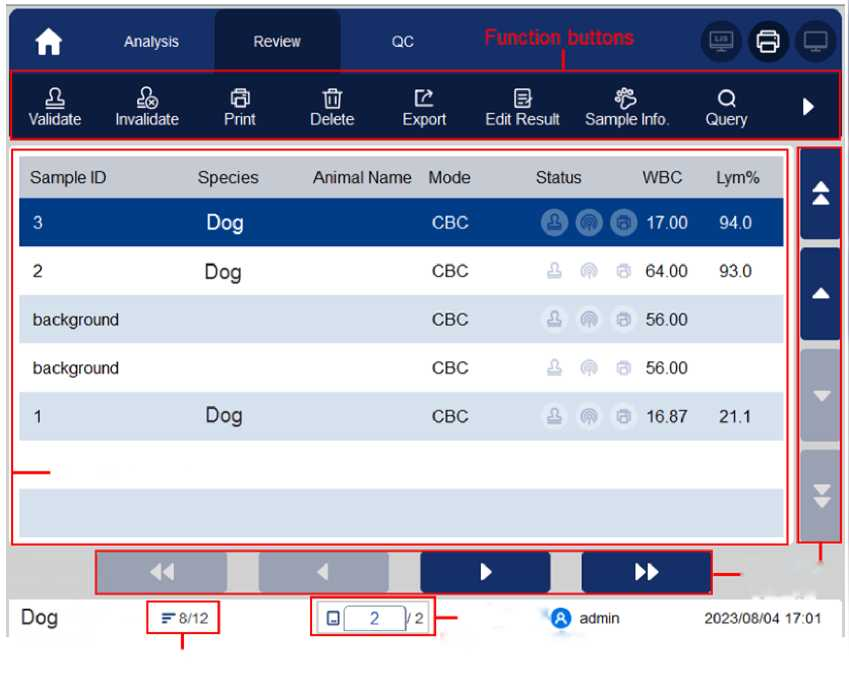 Analysis Review QC Function buttons LIS
Validate Invalidate Print Delete Export Edit Result Sample Info. Query
Sample ID Species Animal Name Mode Status WBC Lym%
3 Dog CBC 17.00 94.0
2 Dog CBC 64.00 93.0
background CBC 56.00
background CBC 56.00
1 Dog CBC 16.87 21.1
Dog 8/12 2 / 2 admin 2023/08/04 17:01